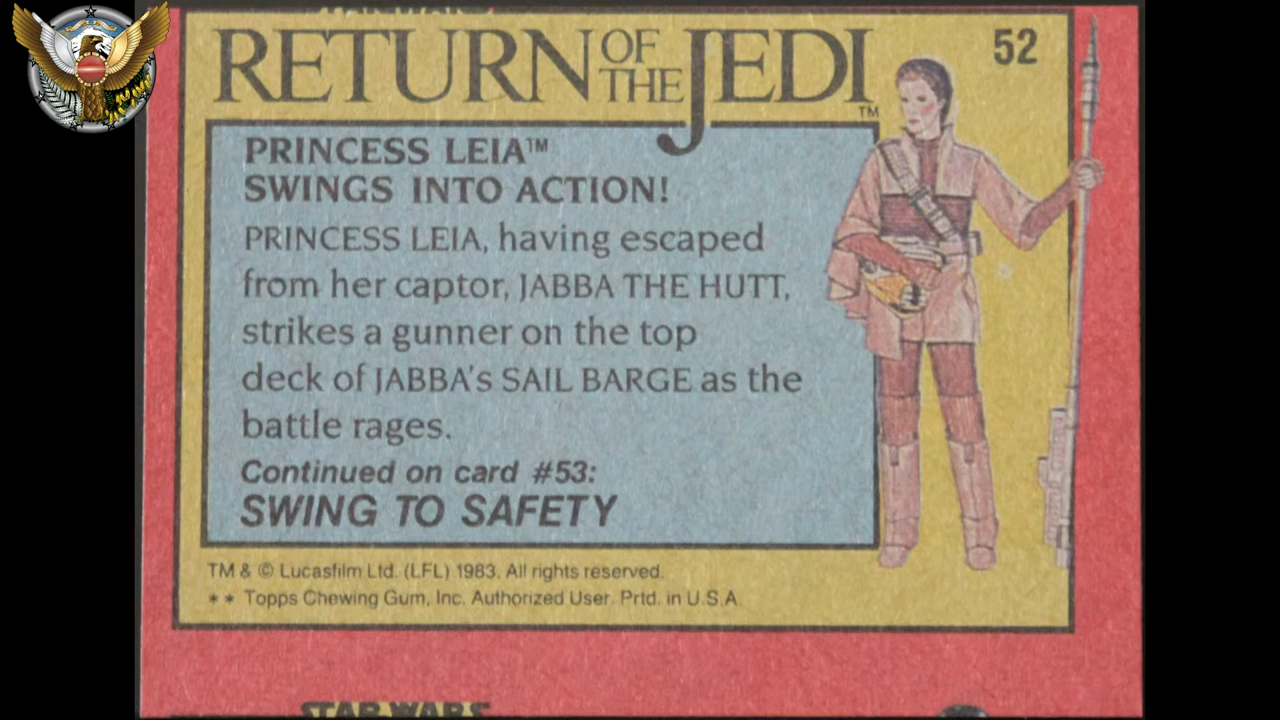 RETURN OF THE JEDI™
52
PRINCESS LEIA™
SWINGS INTO ACTION!
PRINCESS LEIA, having escaped
from her captor, JABBA THE HUTT,
strikes a gunner on the top
deck of JABBA's SAIL BARGE as the
battle rages.
Continued on card #53:
SWING TO SAFETY
TM & © Lucasfilm Ltd. (LFL) 1983. All rights reserved.
** Topps Chewing Gum, Inc. Authorized User. Prtd. in U.S.A.
STAR WARS